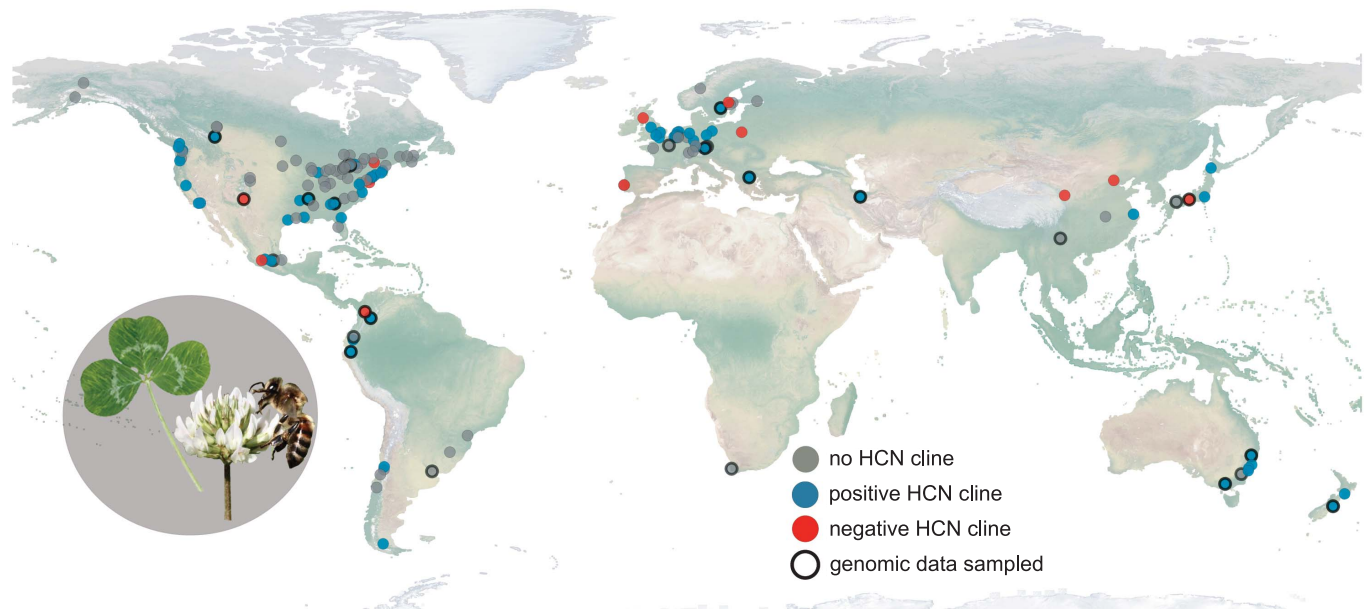 no HCN cline
positive HCN cline
negative HCN cline
genomic data sampled